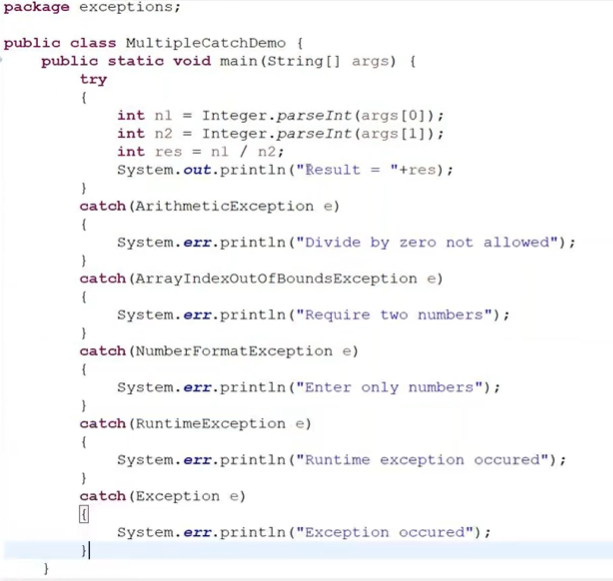 package exceptions;
public class MultipleCatchDemo {
public static void main(String[] args) {
try
{
int n1 = Integer.parseInt(args[0]);
int n2 = Integer.parseInt(args[1]);
int res = n1 / n2;
System.out.println("Result = "+res);
}
catch(ArithmeticException e)
{
System.err.println("Divide by zero not allowed");
}
catch(ArrayIndexOutOfBoundsException e)
{
System.err.println("Require two numbers");
}
catch(NumberFormatException e)
{
System.err.println("Enter only numbers");
}
catch(RuntimeException e)
{
System.err.println("Runtime exception occured");
}
catch(Exception e)
{
System.err.println("Exception occured");
}
}